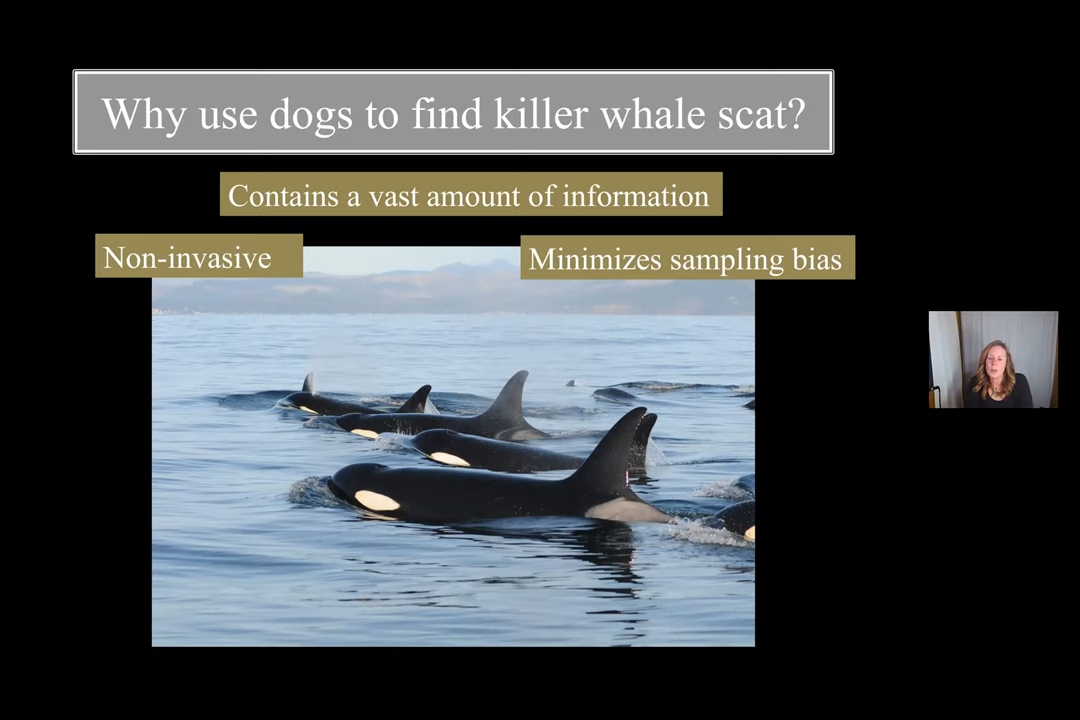 Why use dogs to find killer whale scat?
Contains a vast amount of information
Non-invasive
Minimizes sampling bias